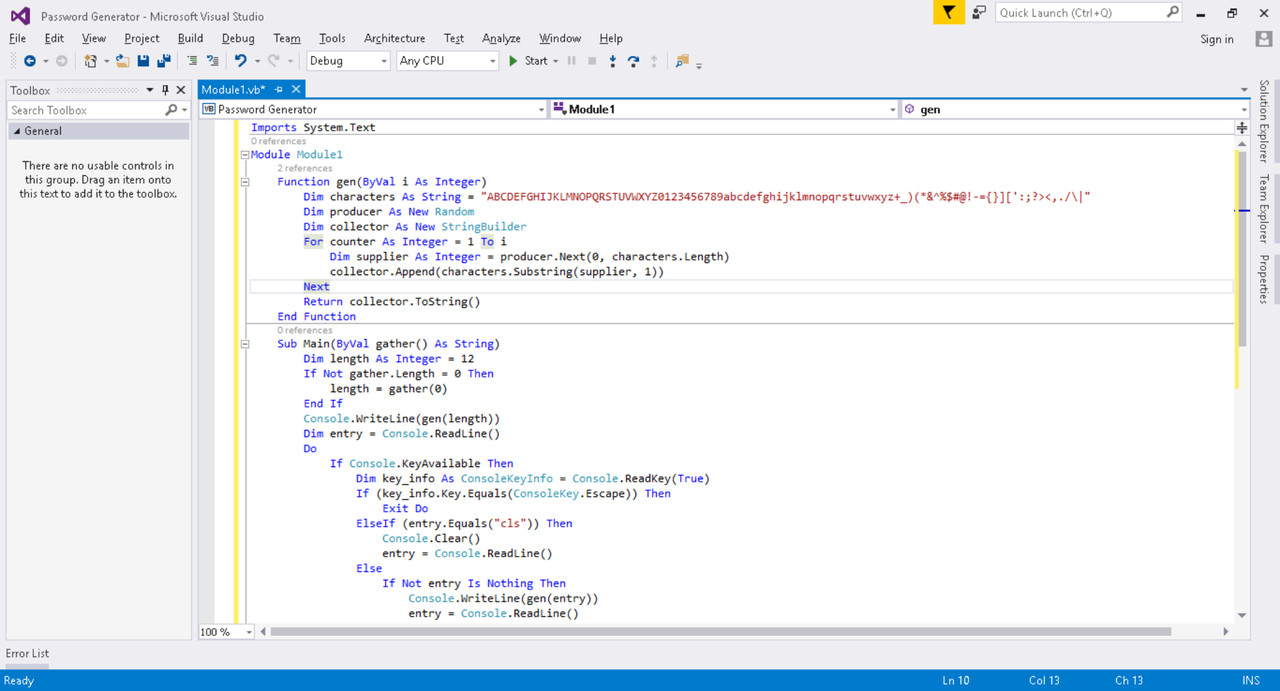 Password Generator - Microsoft Visual Studio
Quick Launch (Ctrl+Q)
File Edit View Project Build Debug Team Tools Architecture Test Analyze Window Help
Sign in
Debug Any CPU Start
Toolbox
Search Toolbox
General
There are no usable controls in
this group. Drag an item onto
this text to add it to the toolbox.
Module1.vb*
VB Password Generator Module1 gen
Imports System.Text
0 references
Module Module1
2 references
Function gen(ByVal i As Integer)
Dim characters As String = "ABCDEFGHIJKLMNOPQRSTUVWXYZ0123456789abcdefghijklmnopqrstuvwxyz+_)(*&^%$#@!-={}][':;?><,./\|"
Dim producer As New Random
Dim collector As New StringBuilder
For counter As Integer = 1 To i
Dim supplier As Integer = producer.Next(0, characters.Length)
collector.Append(characters.Substring(supplier, 1))
Next
Return collector.ToString()
End Function
0 references
Sub Main(ByVal gather() As String)
Dim length As Integer = 12
If Not gather.Length = 0 Then
length = gather(0)
End If
Console.WriteLine(gen(length))
Dim entry = Console.ReadLine()
Do
If Console.KeyAvailable Then
Dim key_info As ConsoleKeyInfo = Console.ReadKey(True)
If (key_info.Key.Equals(ConsoleKey.Escape)) Then
Exit Do
ElseIf (entry.Equals("cls")) Then
Console.Clear()
entry = Console.ReadLine()
Else
If Not entry Is Nothing Then
Console.WriteLine(gen(entry))
entry = Console.ReadLine()
100 %
Solution Explorer
Team Explorer
Properties
Error List
Ready Ln 10 Col 13 Ch 13 INS